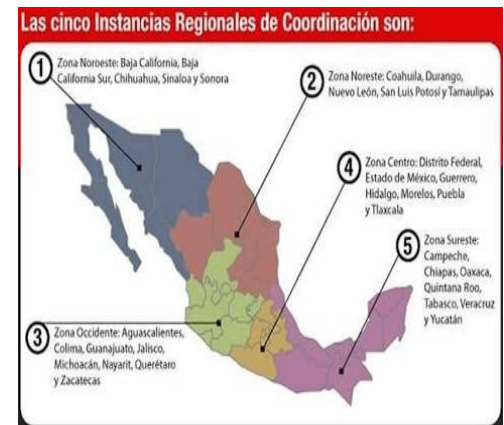 Las cinco Instancias Regionales de Coordinación son:
1
Zona Noroeste: Baja California, Baja
California Sur, Chihuahua, Sinaloa y Sonora
2
Zona Noreste: Coahuila, Durango,
Nuevo León, San Luis Potosí y Tamaulipas
4
Zona Centro: Distrito Federal,
Estado de México, Guerrero,
Hidalgo, Morelos, Puebla
y Tlaxcala
5
Zona Sureste:
Campeche,
Chiapas, Oaxaca,
Quintana Roo,
Tabasco, Veracruz
y Yucatán
3
Zona Occidente: Aguascalientes,
Colima, Guanajuato, Jalisco,
Michoacán, Nayarit, Querétaro
y Zacatecas